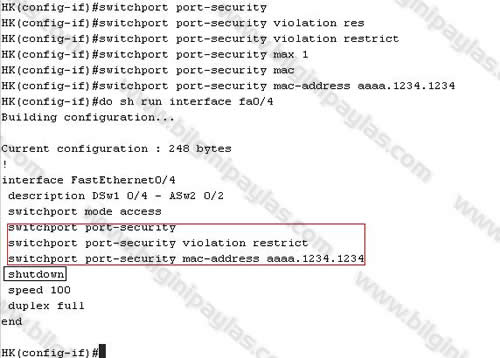 HK(config-if)#switchport port-security
HK(config-if)#switchport port-security violation res
HK(config-if)#switchport port-security violation restrict
HK(config-if)#switchport port-security max 1
HK(config-if)#switchport port-security mac
HK(config-if)#switchport port-security mac-address aaaa.1234.1234
HK(config-if)#do sh run interface fa0/4
Building configuration...
Current configuration : 248 bytes
!
interface FastEthernet0/4
description DSw1 0/4 - ASw2 0/2
switchport mode access
switchport port-security
switchport port-security violation restrict
switchport port-security mac-address aaaa.1234.1234
shutdown
speed 100
duplex full
end
HK(config-if)#
www.bilginipaylas.com